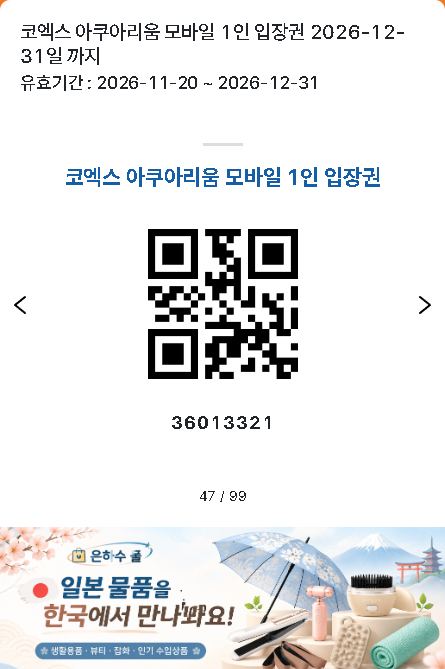 코엑스 아쿠아리움 모바일 1인 입장권 2026-12-
31일 까지
유효기간 : 2026-11-20 ~ 2026-12-31
코엑스 아쿠아리움 모바일 1인 입장권
36013321
47 / 99
은하수 몰
일본 물품을
한국에서 만나봐요!
생활용품 · 뷰티 · 잡화 · 인기 수입상품